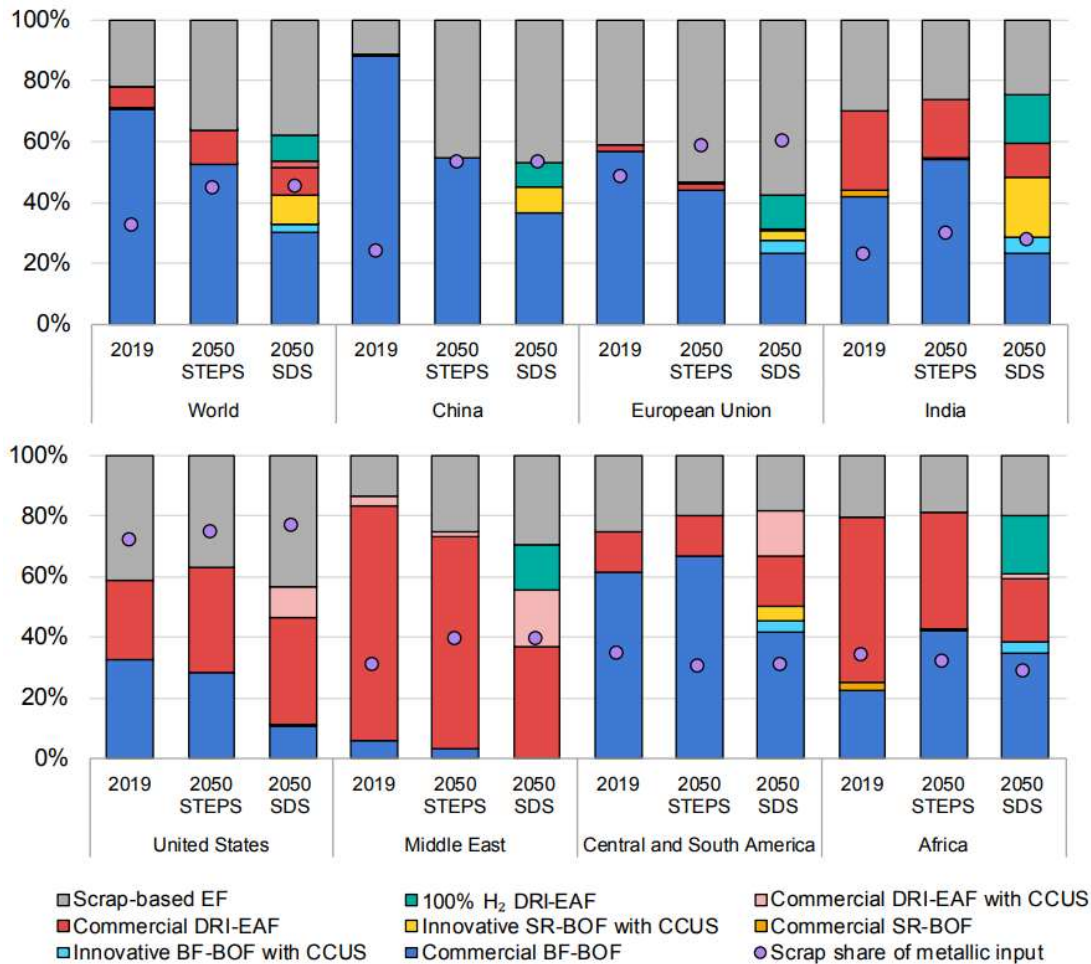 100%
80%
60%
40%
20%
0%
2019 2050 STEPS 2050 SDS 2019 2050 STEPS 2050 SDS 2019 2050 STEPS 2050 SDS 2019 2050 STEPS 2050 SDS
World China European Union India
100%
80%
60%
40%
20%
0%
2019 2050 STEPS 2050 SDS 2019 2050 STEPS 2050 SDS 2019 2050 STEPS 2050 SDS 2019 2050 STEPS 2050 SDS
United States Middle East Central and South America Africa
Scrap-based EF 100% H₂ DRI-EAF Commercial DRI-EAF with CCUS
Commercial DRI-EAF Innovative SR-BOF with CCUS Commercial SR-BOF
Innovative BF-BOF with CCUS Commercial BF-BOF Scrap share of metallic input